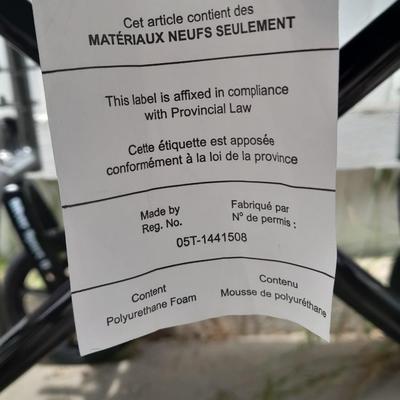 Cet article contient des
MATÉRIAUX NEUFS SEULEMENT
This label is affixed in compliance
with Provincial Law
Cette étiquette est apposée
conformément à la loi de la province
Made by
Reg. No.
Fabriqué par
N° de permis :
05T-1441508
Content
Polyurethane Foam
Contenu
Mousse de polyuréthane